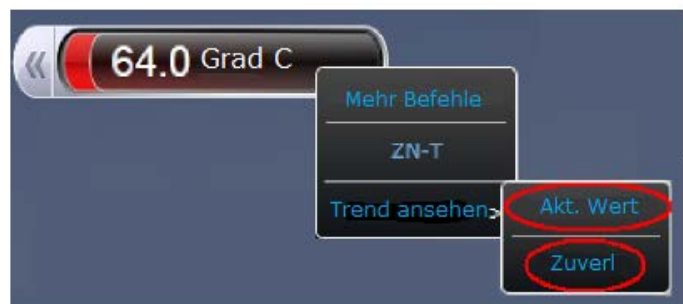 64.0 Grad C
Mehr Befehle
ZN-T
Trend ansehen> Akt. Wert
Zuverl